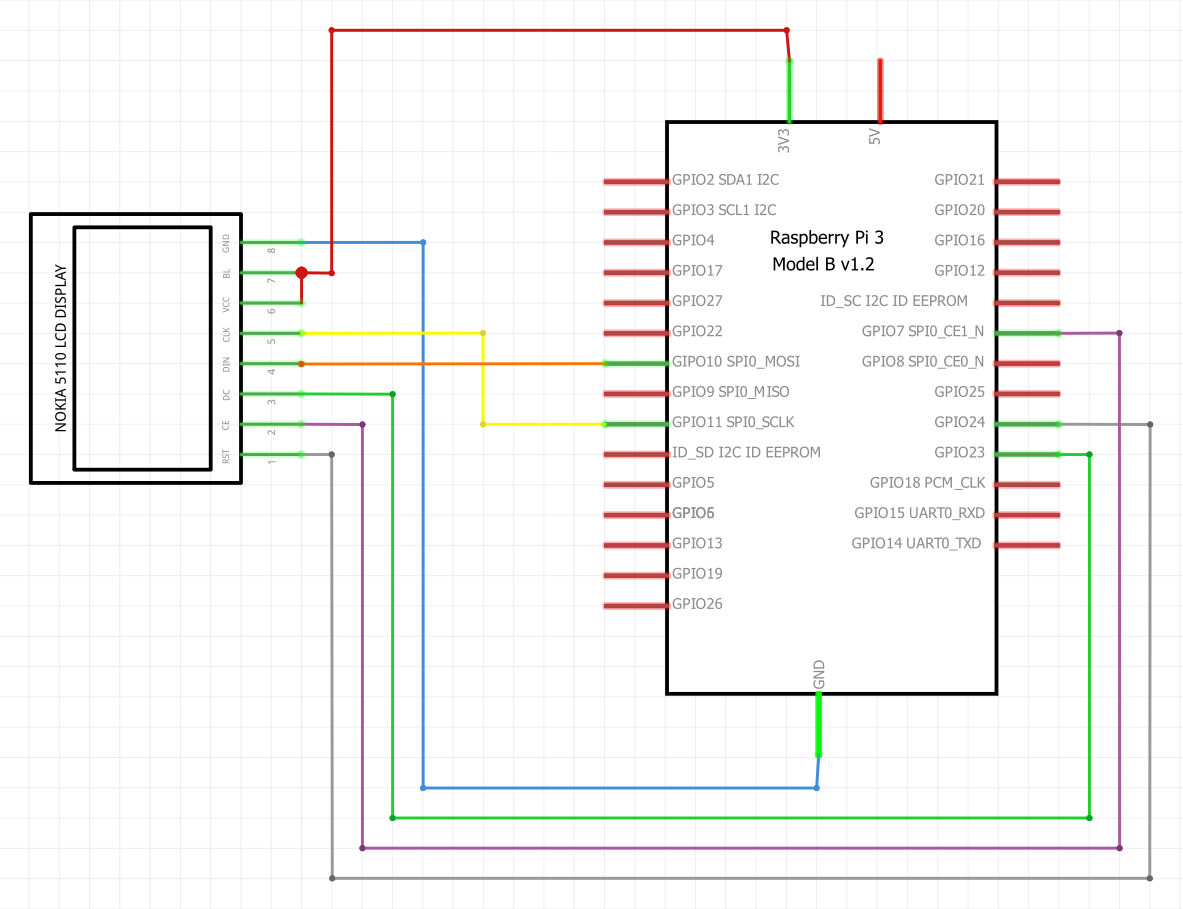 3V3
5V
GPIO2 SDA1 I2C
GPIO3 SCL1 I2C
GPIO4
GPIO17
GPIO27
GPIO22
GIPO10 SPI0_MOSI
GPIO9 SPI0_MISO
GPIO11 SPI0_SCLK
ID_SD I2C ID EEPROM
GPIO5
GPIO6
GPIO13
GPIO19
GPIO26
Raspberry Pi 3
Model B v1.2
GPIO21
GPIO20
GPIO16
GPIO12
ID_SC I2C ID EEPROM
GPIO7 SPI0_CE1_N
GPIO8 SPI0_CE0_N
GPIO25
GPIO24
GPIO23
GPIO18 PCM_CLK
GPIO15 UART0_RXD
GPIO14 UART0_TXD
GND
NOKIA 5110 LCD DISPLAY
GND 8
BL 7
VCC 6
CLK 5
DIN 4
DC 3
CE 2
RST 1